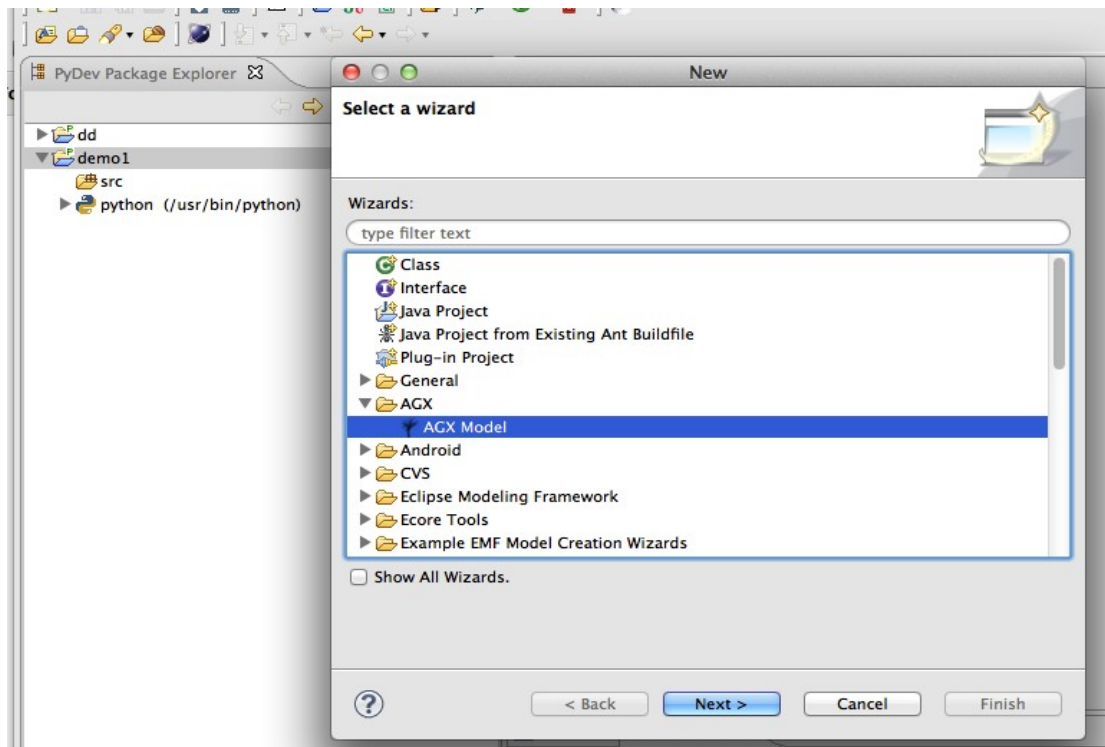 PyDev Package Explorer
dd
demo1
src
python (/usr/bin/python)
New
Select a wizard
Wizards:
type filter text
Class
Interface
Java Project
Java Project from Existing Ant Buildfile
Plug-in Project
General
AGX
AGX Model
Android
CVS
Eclipse Modeling Framework
Ecore Tools
Example EMF Model Creation Wizards
Show All Wizards.
?
< Back
Next >
Cancel
Finish